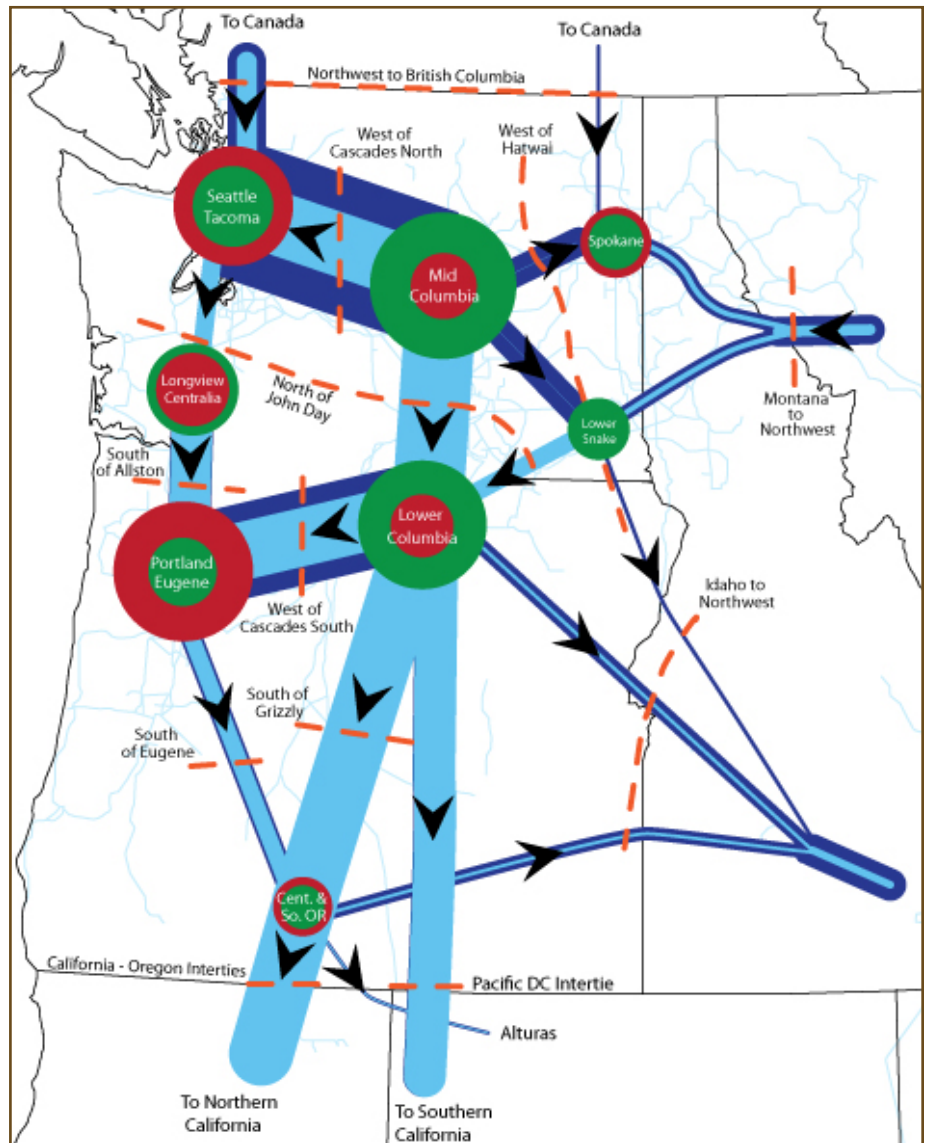 To Canada
To Canada
Northwest to British Columbia
West of
Cascades North
West of
Hatwai
Seattle
Tacoma
Spokane
Mid
Columbia
Longview
Centralia
North of
John Day
Lower
Snake
Montana
to
Northwest
South
of Allston
Lower
Columbia
Portland
Eugene
West of
Cascades South
Idaho to
Northwest
South of
Grizzly
South
of Eugene
Cent. &
So. OR
California - Oregon Interties
Pacific DC Intertie
Alturas
To Northern
California
To Southern
California